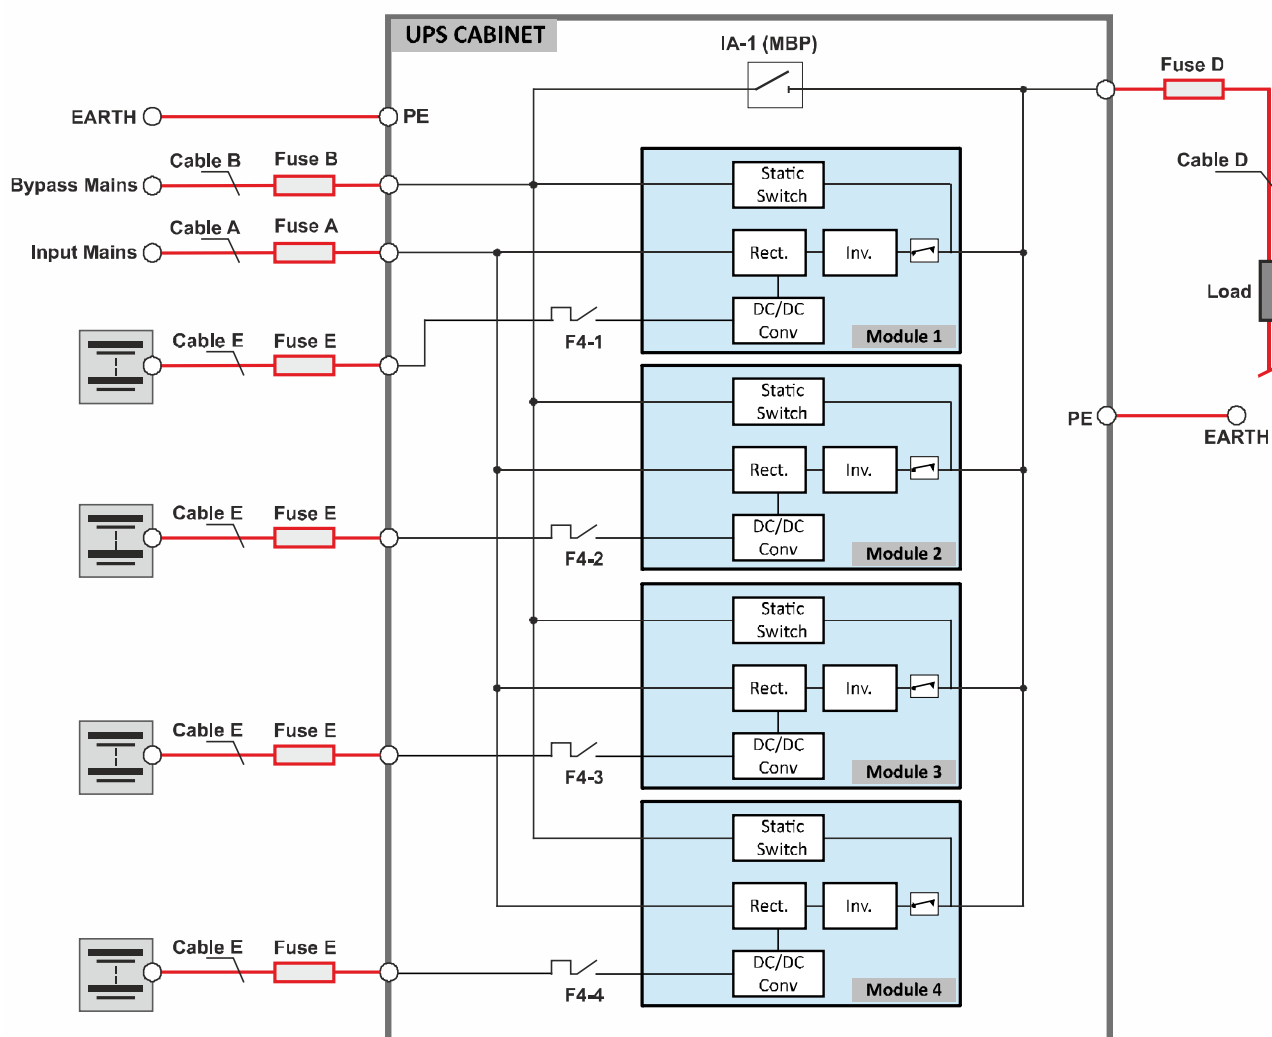 UPS CABINET
IA-1 (MBP)
Fuse D
EARTH
PE
Cable B
Fuse B
Bypass Mains
Cable D
Static
Switch
Cable A
Fuse A
Input Mains
Rect.
Inv.
Load
DC/DC
Conv
Module 1
F4-1
Cable E
Fuse E
Static
Switch
PE
EARTH
Rect.
Inv.
Cable E
Fuse E
DC/DC
Conv
Module 2
F4-2
Static
Switch
Rect.
Inv.
Cable E
Fuse E
DC/DC
Conv
Module 3
F4-3
Static
Switch
Rect.
Inv.
Cable E
Fuse E
DC/DC
Conv
Module 4
F4-4